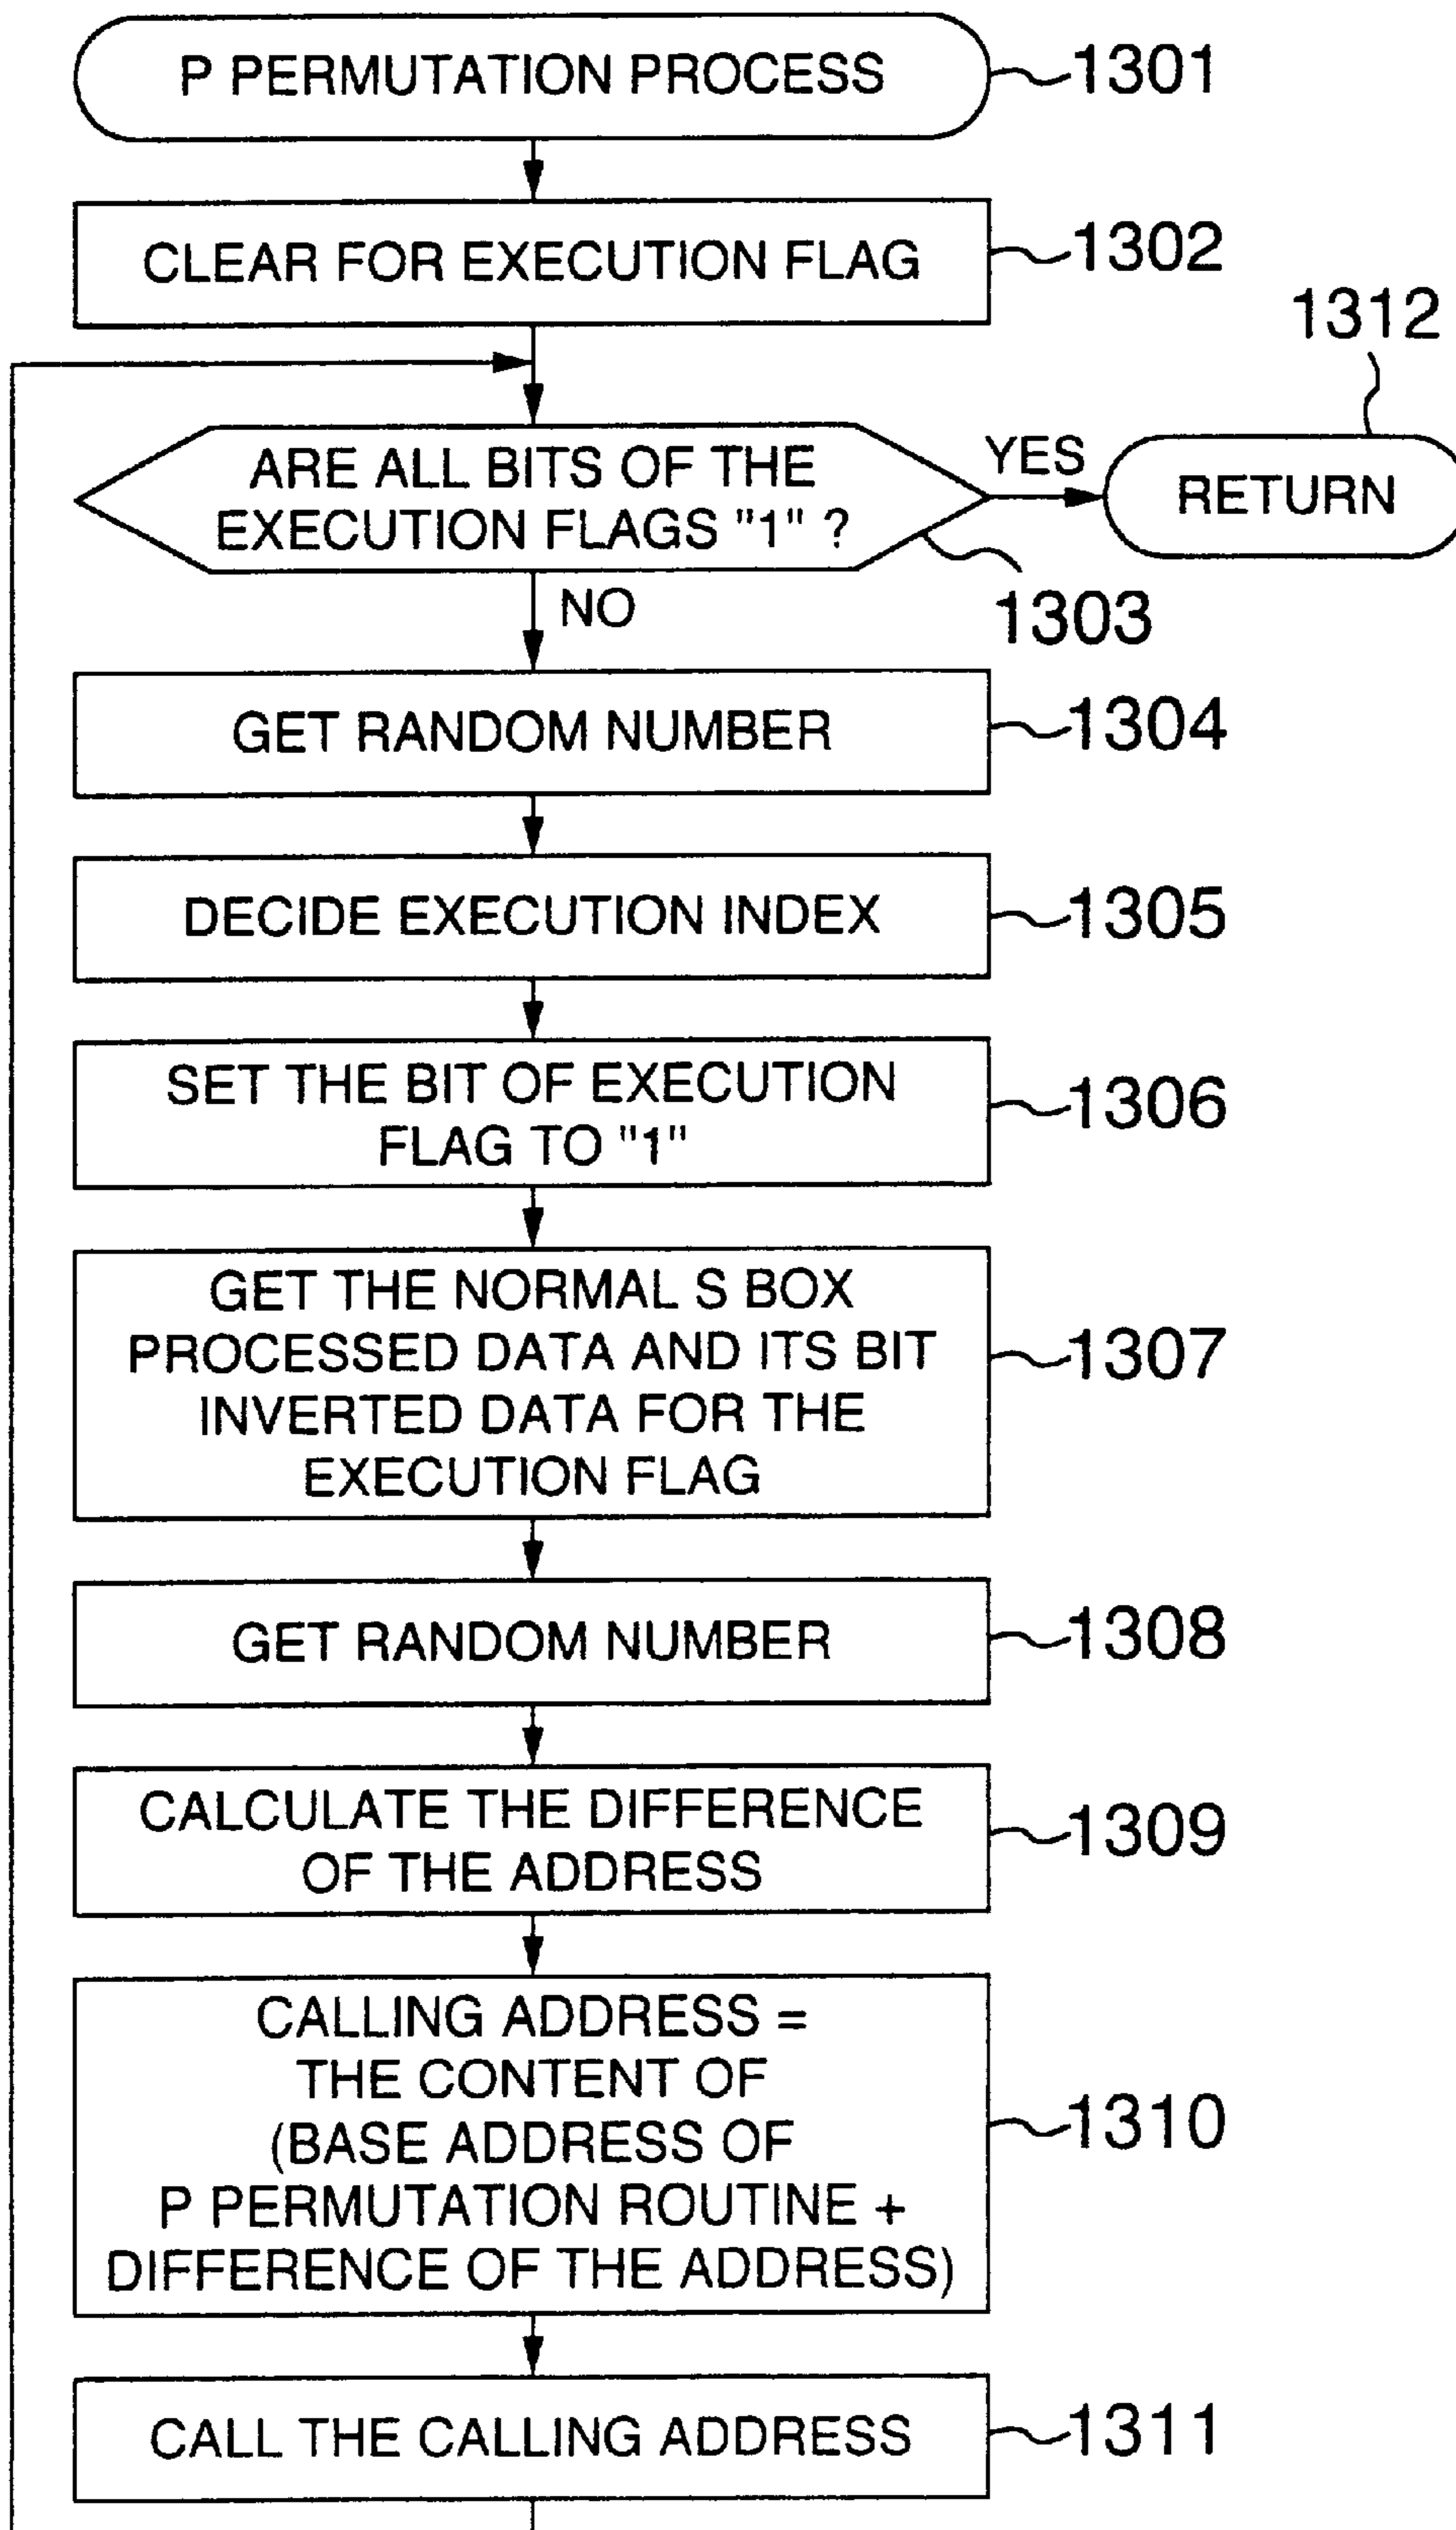 P PERMUTATION PROCESS
1301
CLEAR FOR EXECUTION FLAG
1302
1312
ARE ALL BITS OF THE
EXECUTION FLAGS "1" ?
YES
RETURN
1303
NO
GET RANDOM NUMBER
1304
DECIDE EXECUTION INDEX
1305
SET THE BIT OF EXECUTION
FLAG TO "1"
1306
GET THE NORMAL S BOX
PROCESSED DATA AND ITS BIT
INVERTED DATA FOR THE
EXECUTION FLAG
1307
GET RANDOM NUMBER
1308
CALCULATE THE DIFFERENCE
OF THE ADDRESS
1309
CALLING ADDRESS =
THE CONTENT OF
(BASE ADDRESS OF
P PERMUTATION ROUTINE +
DIFFERENCE OF THE ADDRESS)
1310
CALL THE CALLING ADDRESS
1311